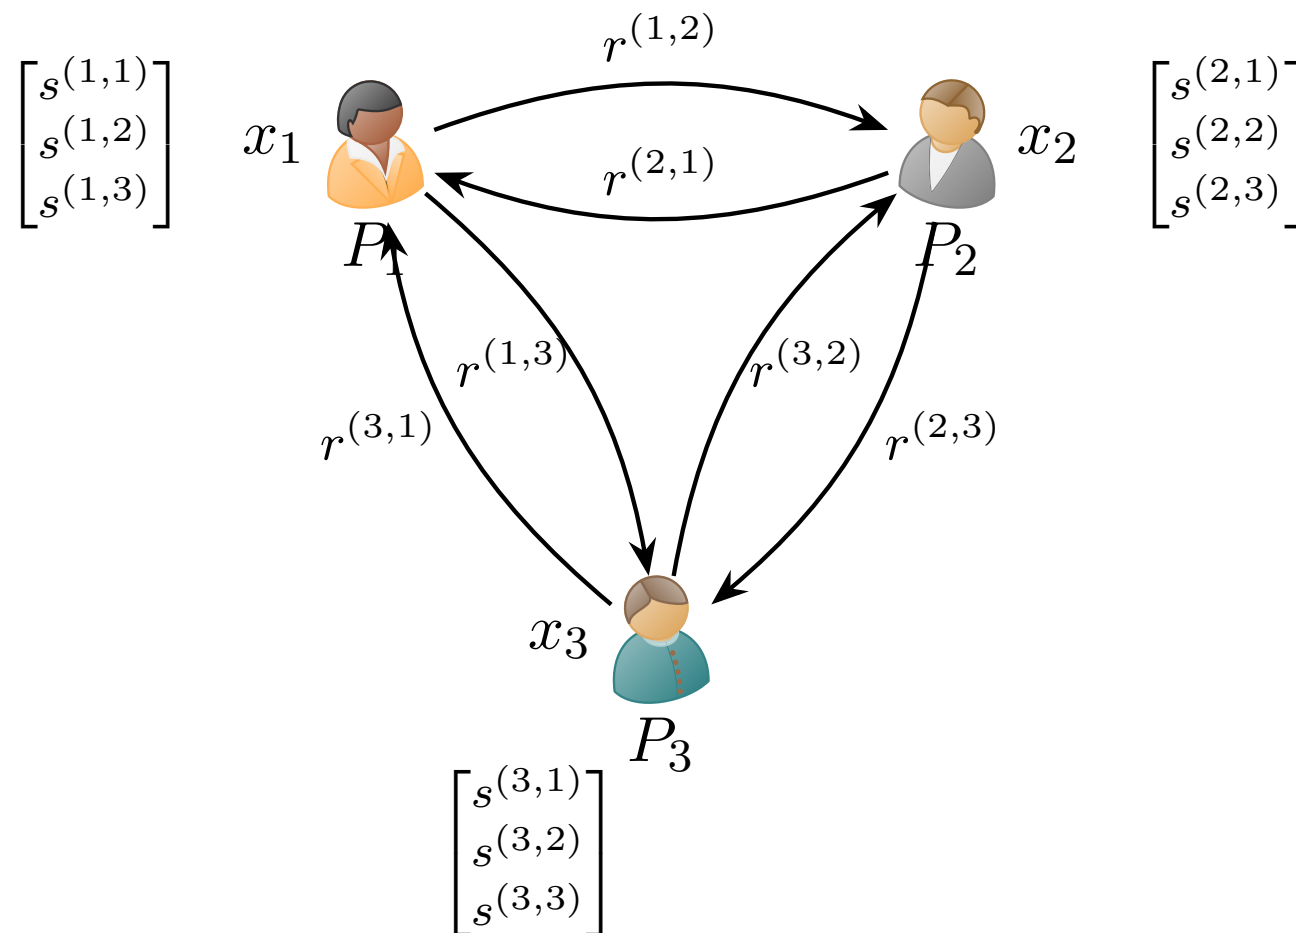 r^{(1,2)}
s^{(1,1)}
s^{(1,2)}
s^{(1,3)}
x_1
x_2
s^{(2,1)}
s^{(2,2)}
s^{(2,3)}
r^{(2,1)}
P_1
P_2
r^{(1,3)}
r^{(3,2)}
r^{(3,1)}
r^{(2,3)}
x_3
P_3
s^{(3,1)}
s^{(3,2)}
s^{(3,3)}